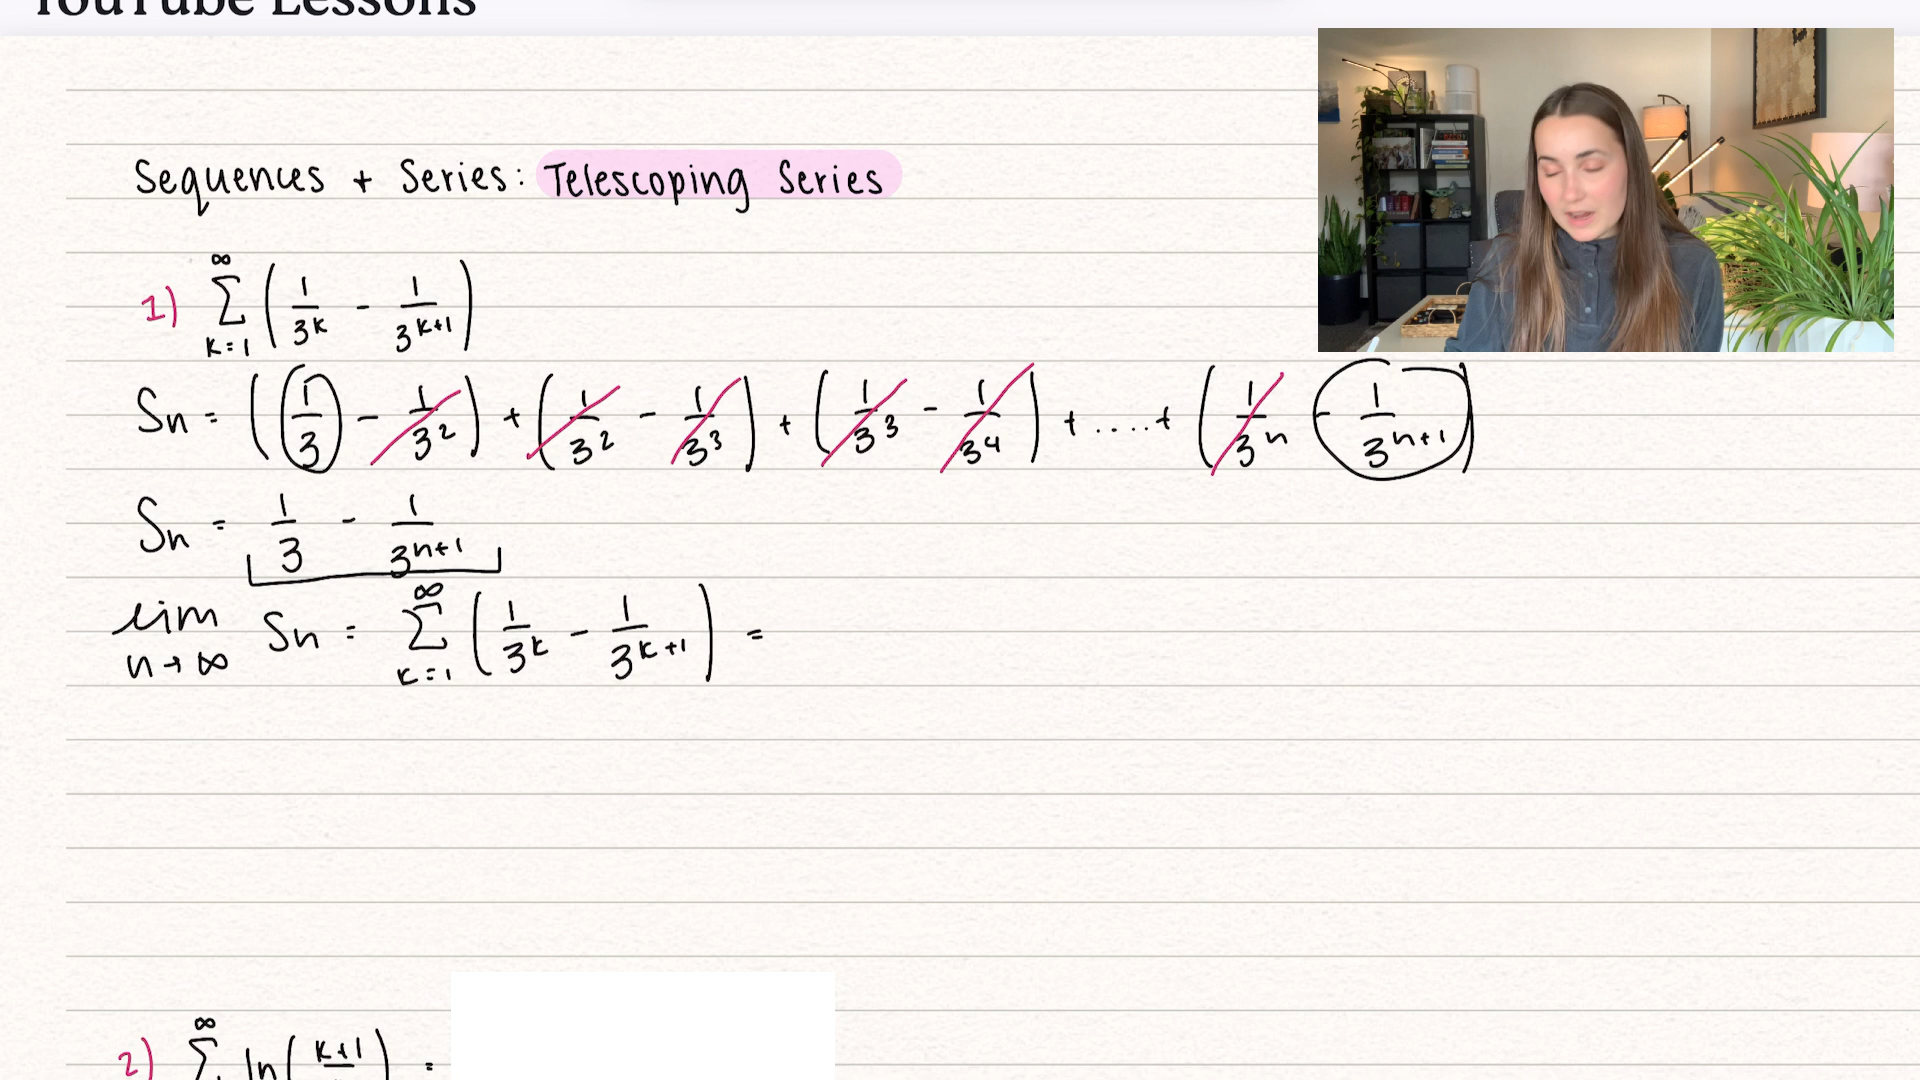 YouTube Lessons
Sequences + Series: Telescoping Series
1) ∞ Σ k=1 (1/3^k - 1/3^(k+1))
Sn = (1/3 - 1/3^2) + (1/3^2 - 1/3^3) + (1/3^3 - 1/3^4) + .... + (1/3^n - 1/3^(n+1))
Sn = 1/3 - 1/3^(n+1)
lim n→∞ Sn = ∞ Σ k=1 (1/3^k - 1/3^(k+1)) =
2) ∞ Σ ln(k+1) =